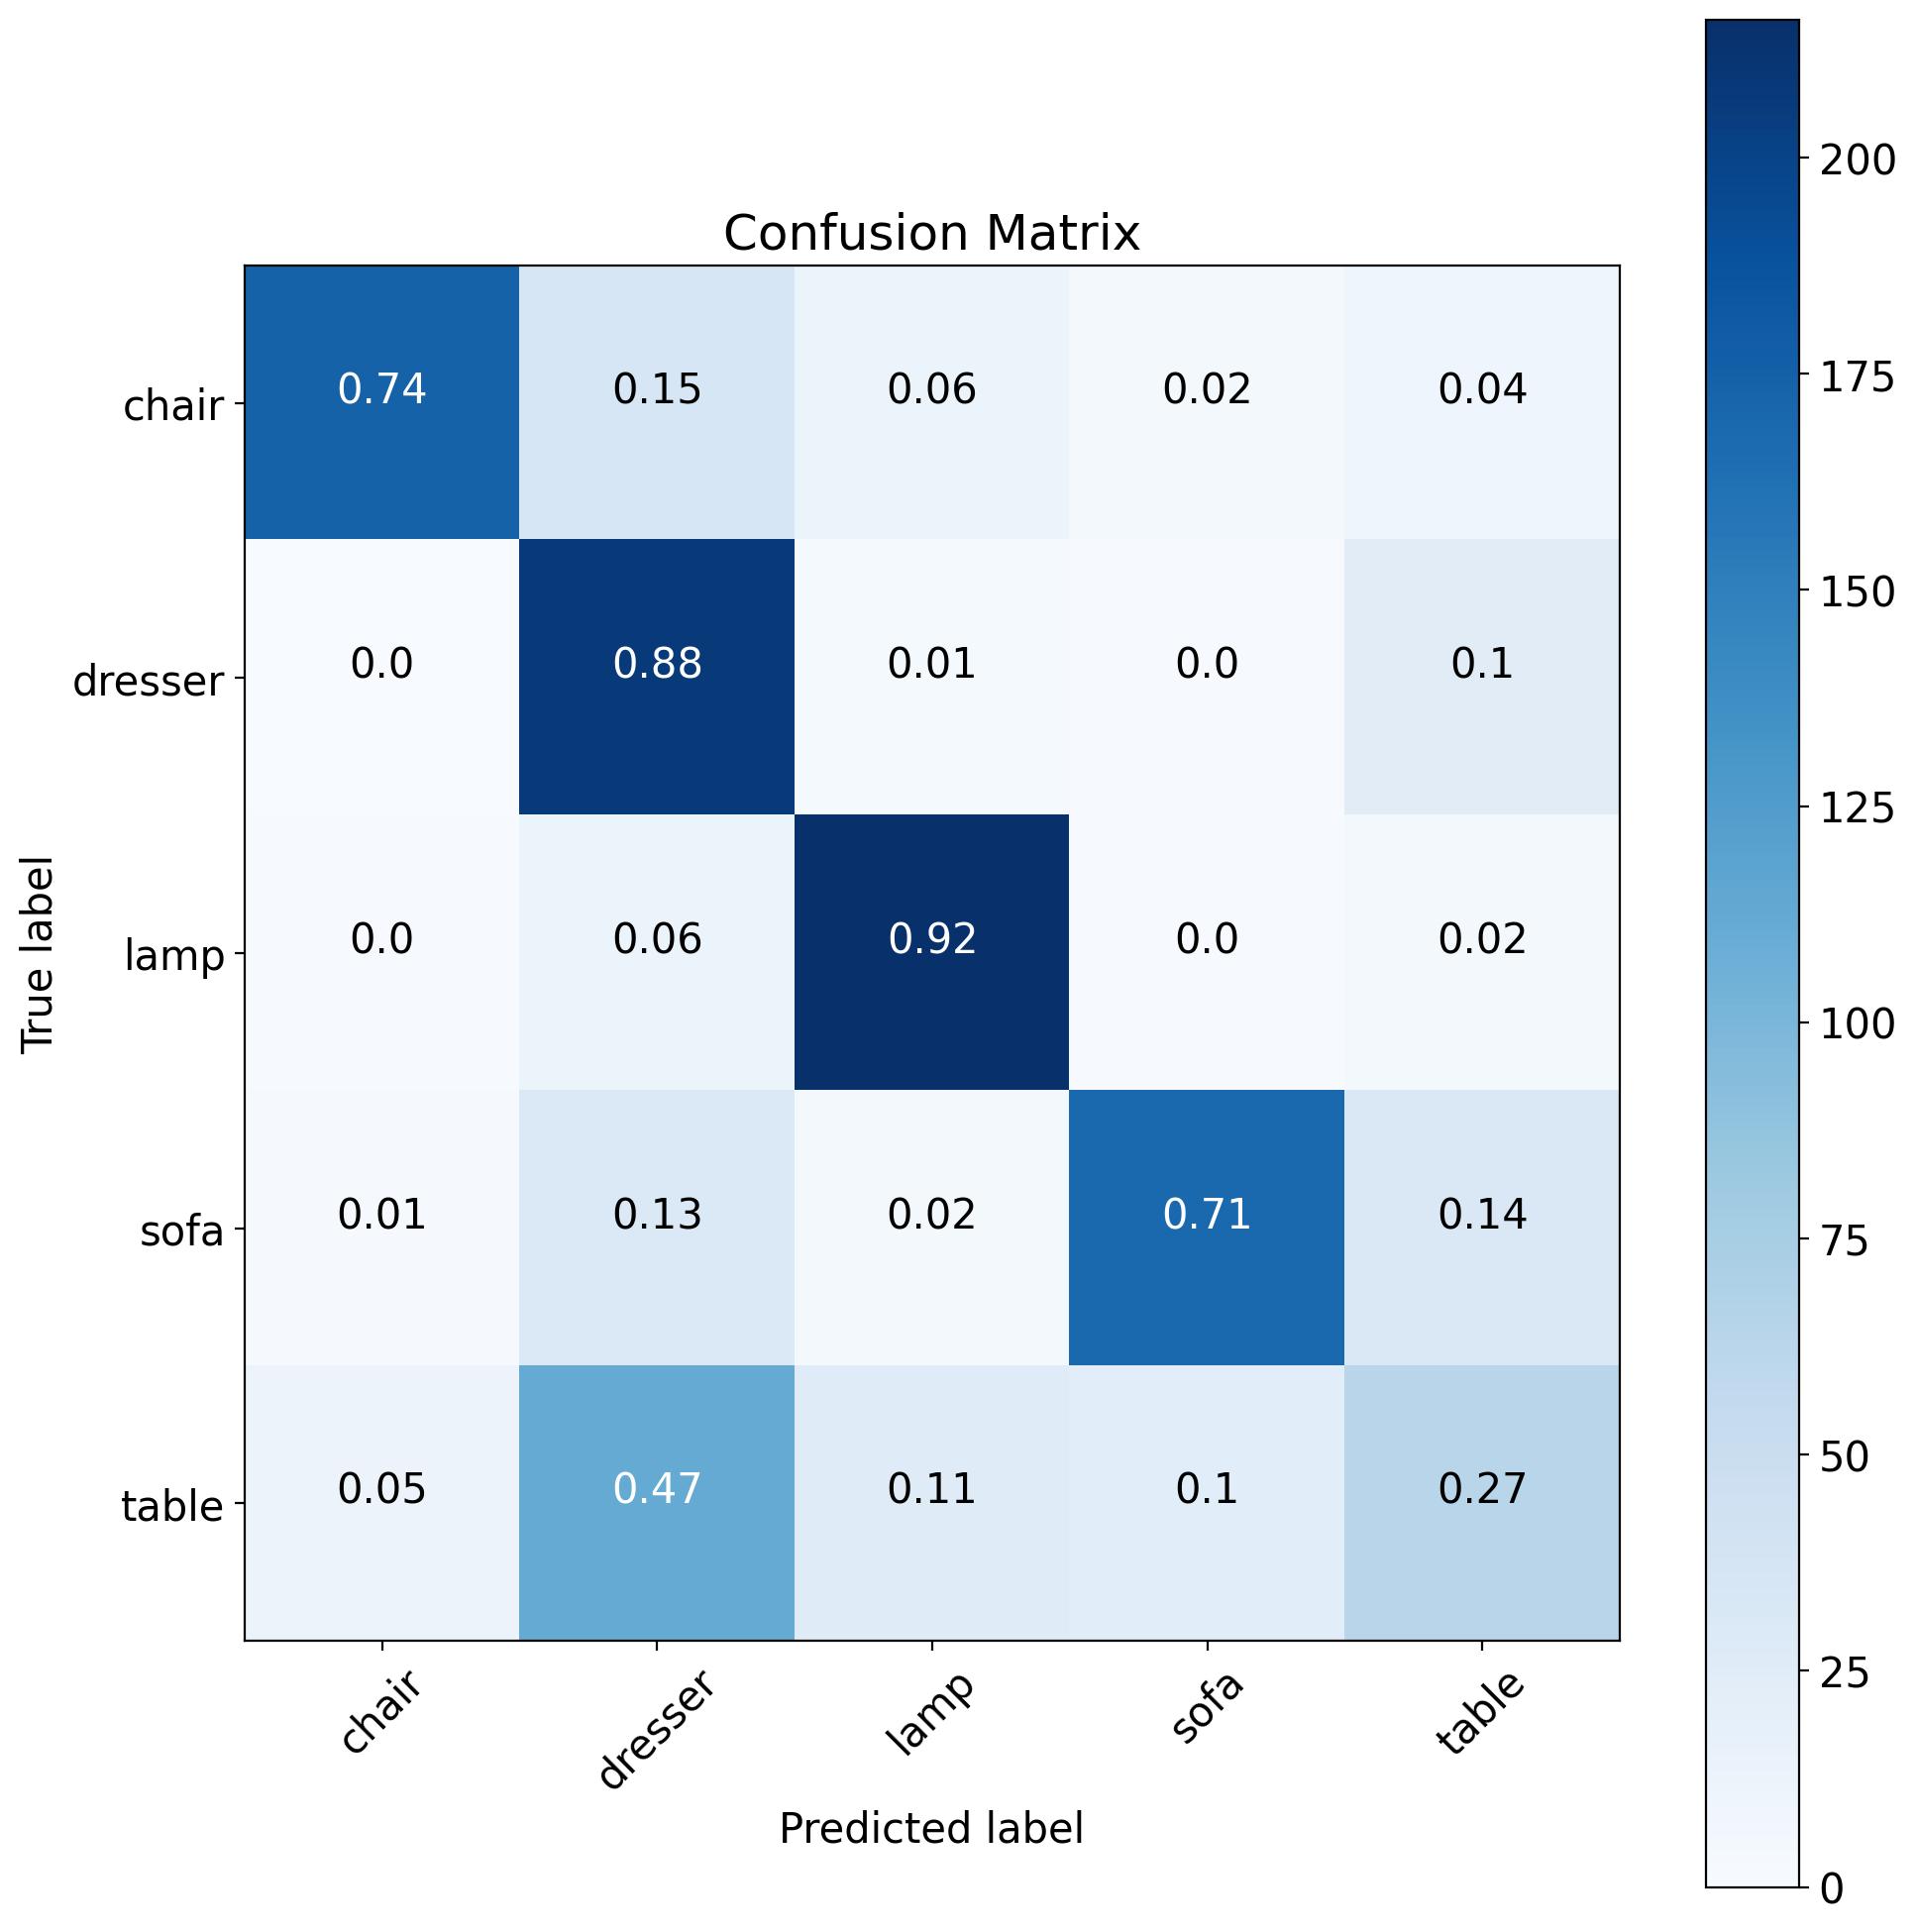 Confusion Matrix
True label
chair 0.74 0.15 0.06 0.02 0.04
dresser 0.0 0.88 0.01 0.0 0.1
lamp 0.0 0.06 0.92 0.0 0.02
sofa 0.01 0.13 0.02 0.71 0.14
table 0.05 0.47 0.11 0.1 0.27
chair dresser lamp sofa table
Predicted label
200
175
150
125
100
75
50
25
0